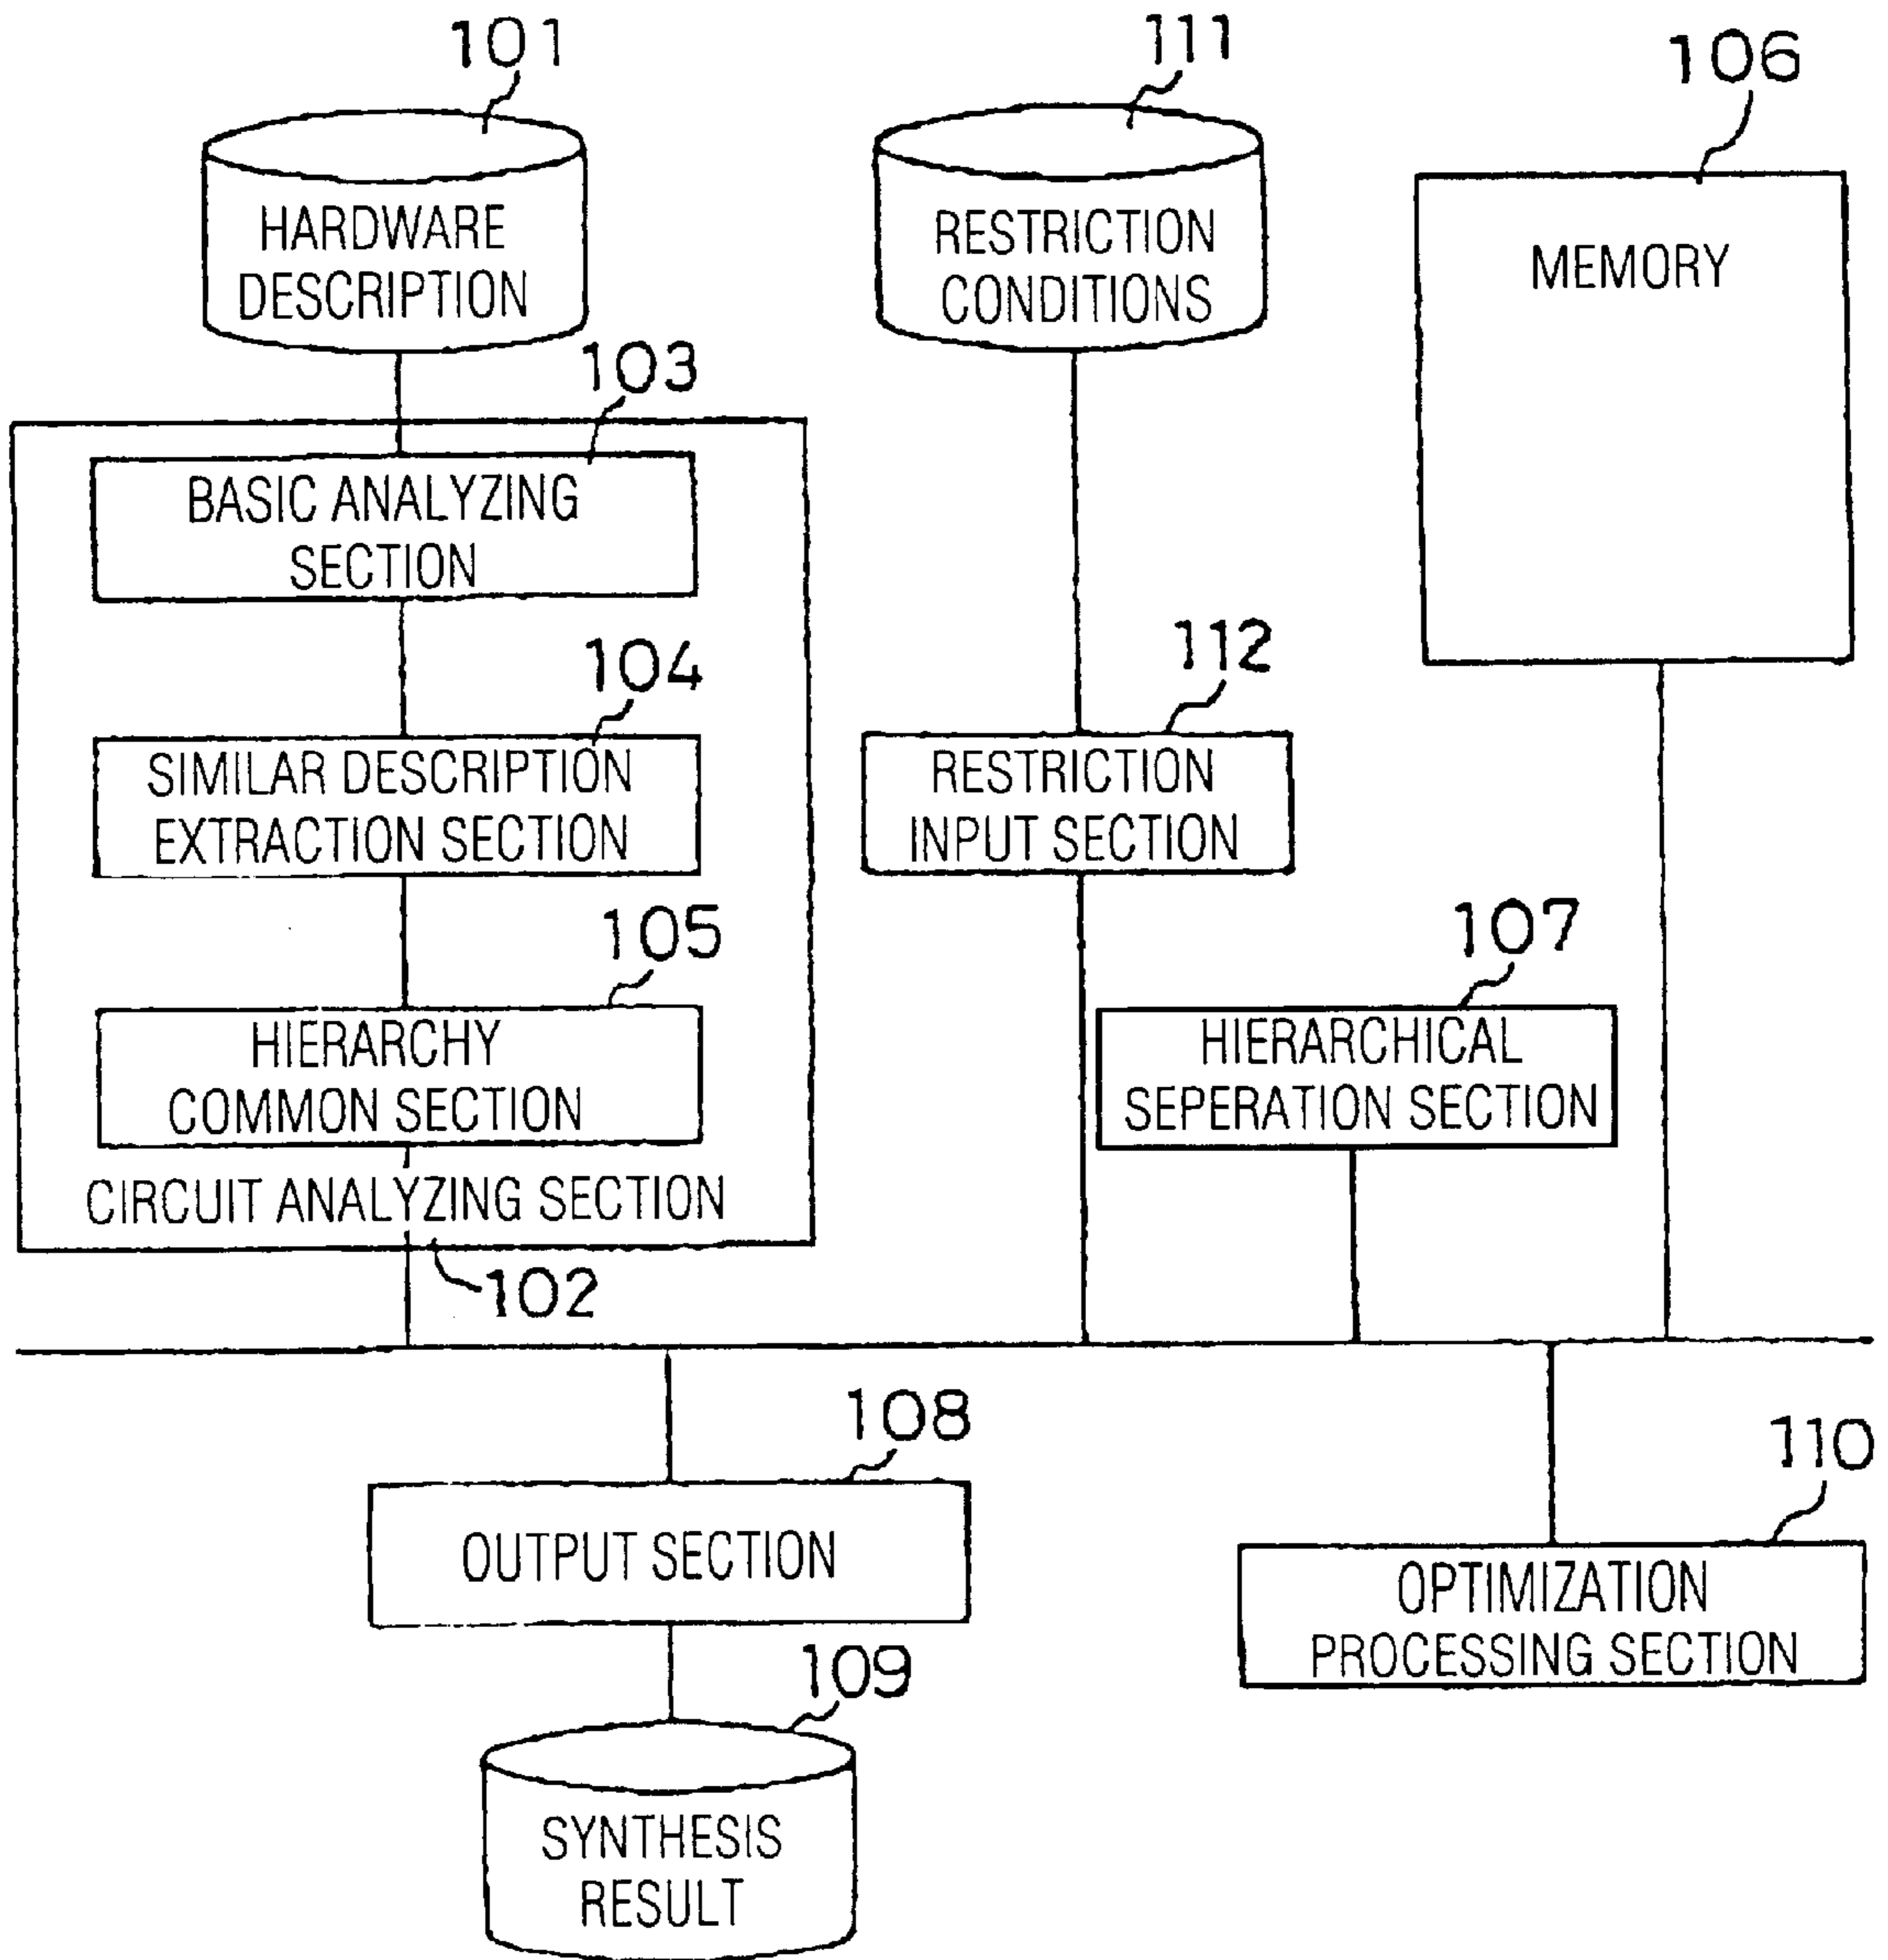 101
111
106
HARDWARE
DESCRIPTION
RESTRICTION
CONDITIONS
MEMORY
103
BASIC ANALYZING
SECTION
104
SIMILAR DESCRIPTION
EXTRACTION SECTION
112
RESTRICTION
INPUT SECTION
105
HIERARCHY
COMMON SECTION
107
HIERARCHICAL
SEPERATION SECTION
CIRCUIT ANALYZING SECTION
102
108
OUTPUT SECTION
110
OPTIMIZATION
PROCESSING SECTION
109
SYNTHESIS
RESULT